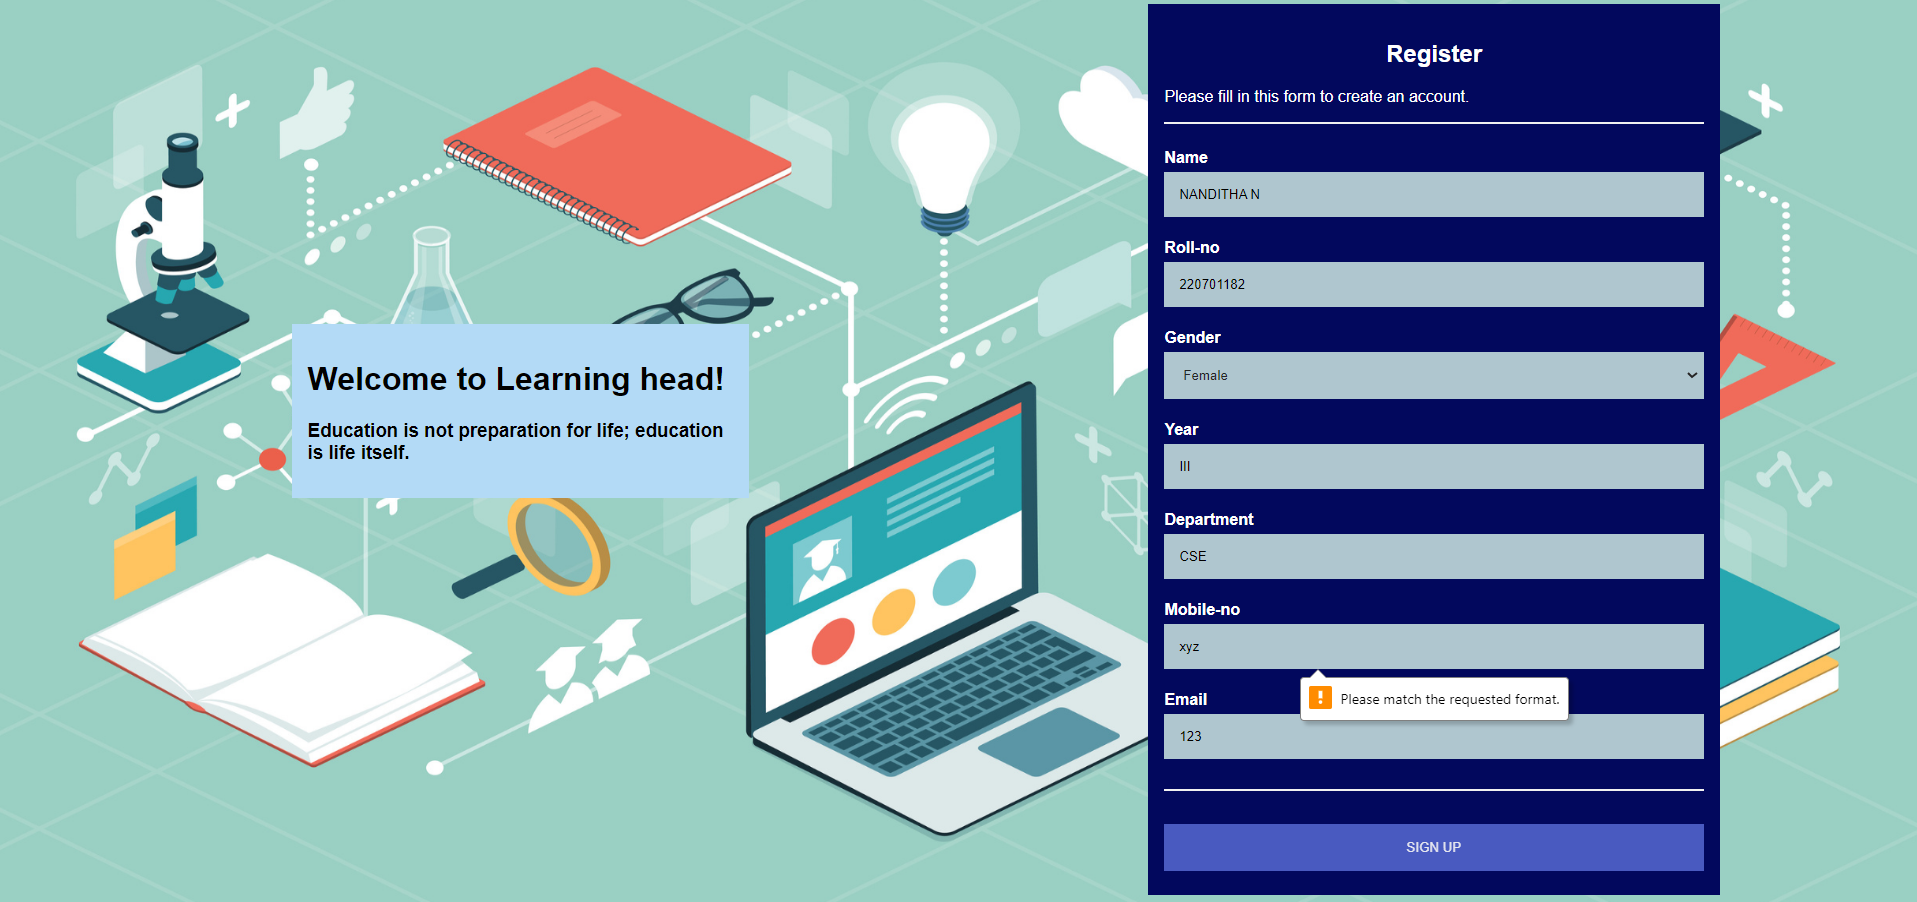 Welcome to Learning head!
Education is not preparation for life; education
is life itself.
Register
Please fill in this form to create an account.
Name
NANDITHA N
Roll-no
220701182
Gender
Female
Year
III
Department
CSE
Mobile-no
xyz
Please match the requested format.
Email
123
SIGN UP